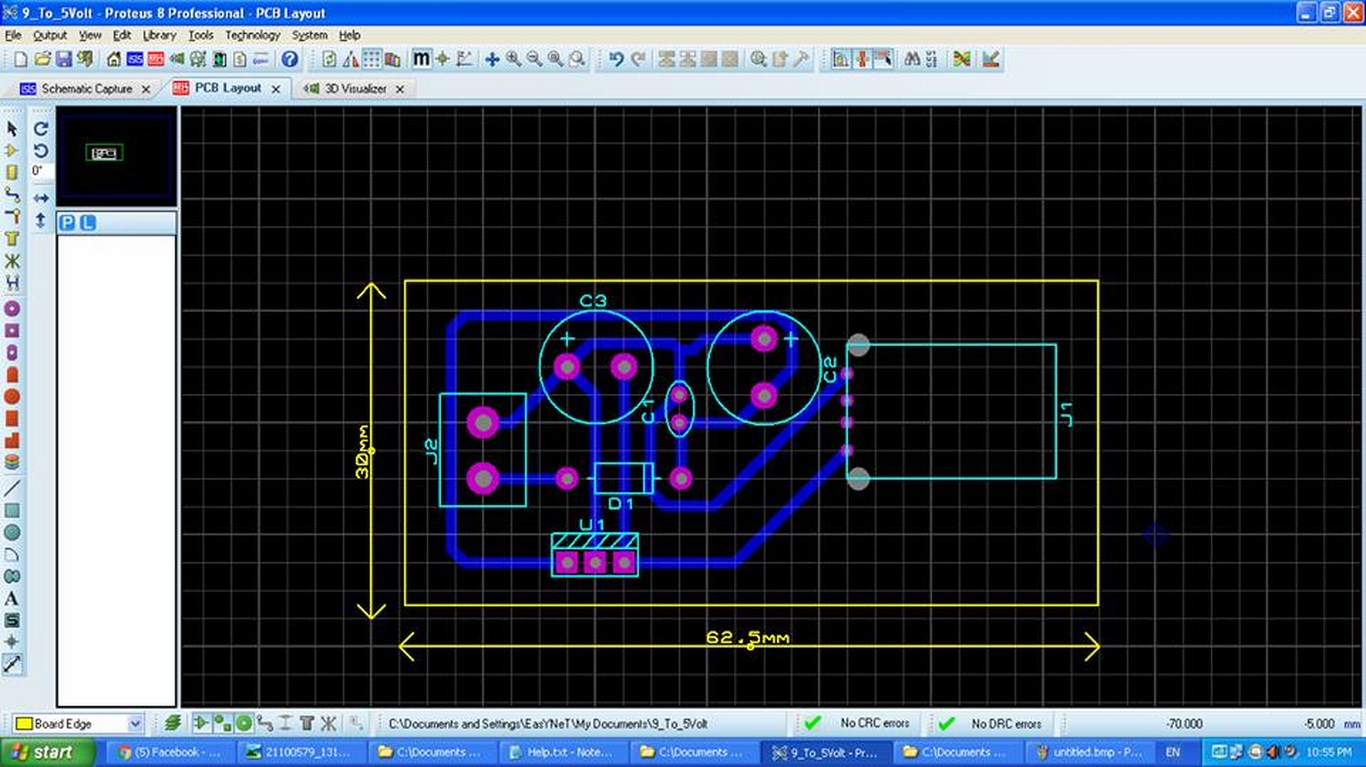 9_To_5Volt - Proteus 8 Professional - PCB Layout
File Output View Edit Library Tools Technology System Help
ISIS Schematic Capture ARES PCB Layout 3D Visualizer
0°
P L
C3
C2
C1
J1
J2
D1
U1
30mm
62.5mm
Board Edge
C:\Documents and Settings\EasYNeT\My Documents\9_To_5Volt
No CRC errors
No DRC errors
-70.000
-5.000 mm
start
(5) Facebook - ...
21100579_131...
C:\Documents ...
Help.txt - Note...
C:\Documents ...
9_To_5Volt - Pr...
C:\Documents ...
untitled.bmp - P...
EN
10:55 PM